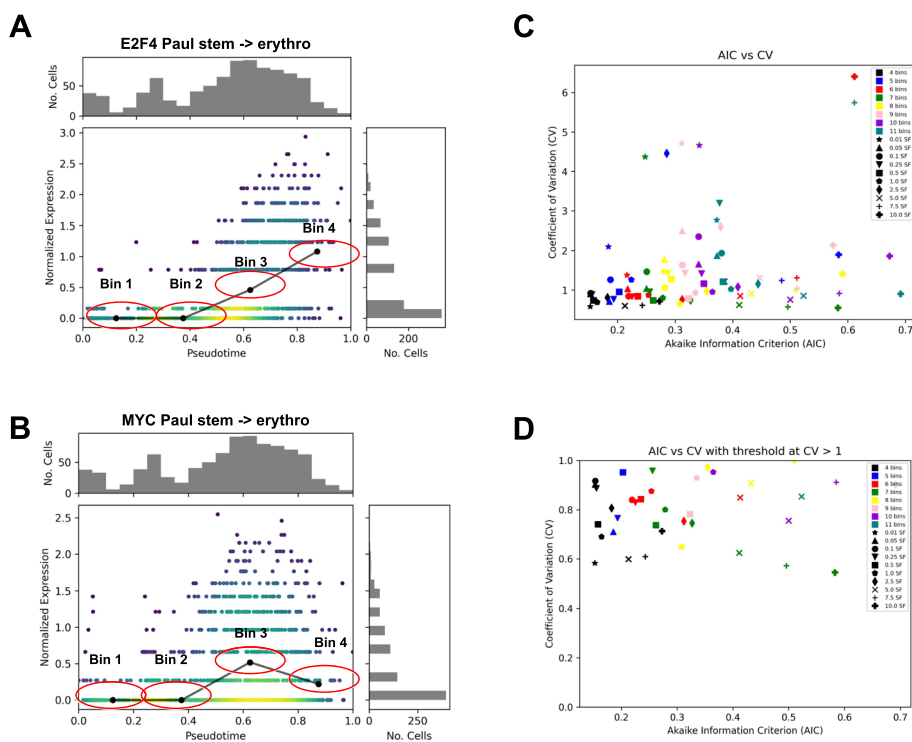 A
E2F4 Paul stem -> erythro
No. Cells
50
0
Normalized Expression
3.0
2.5
2.0
1.5
1.0
0.5
0.0
Bin 1
Bin 2
Bin 3
Bin 4
0.0 0.2 0.4 0.6 0.8 1.0
Pseudotime
0 200
No. Cells
B
MYC Paul stem -> erythro
No. Cells
50
0
Normalized Expression
2.5
2.0
1.5
1.0
0.5
0.0
Bin 1
Bin 2
Bin 3
Bin 4
0.0 0.2 0.4 0.6 0.8 1.0
Pseudotime
0 250
No. Cells
C
AIC vs CV
Coefficient of Variation (CV)
6
5
4
3
2
1
0.2 0.3 0.4 0.5 0.6 0.7
Akaike Information Criterion (AIC)
4 bins
5 bins
6 bins
7 bins
8 bins
9 bins
10 bins
11 bins
0.01 SF
0.05 SF
0.1 SF
0.25 SF
0.5 SF
1.0 SF
2.5 SF
5.0 SF
7.5 SF
10.0 SF
D
AIC vs CV with threshold at CV > 1
Coefficient of Variation (CV)
1.0
0.8
0.6
0.4
0.2
0.0
0.2 0.3 0.4 0.5 0.6 0.7
Akaike Information Criterion (AIC)
4 bins
5 bins
6 bins
7 bins
8 bins
9 bins
10 bins
11 bins
0.01 SF
0.05 SF
0.1 SF
0.25 SF
0.5 SF
1.0 SF
2.5 SF
5.0 SF
7.5 SF
10.0 SF